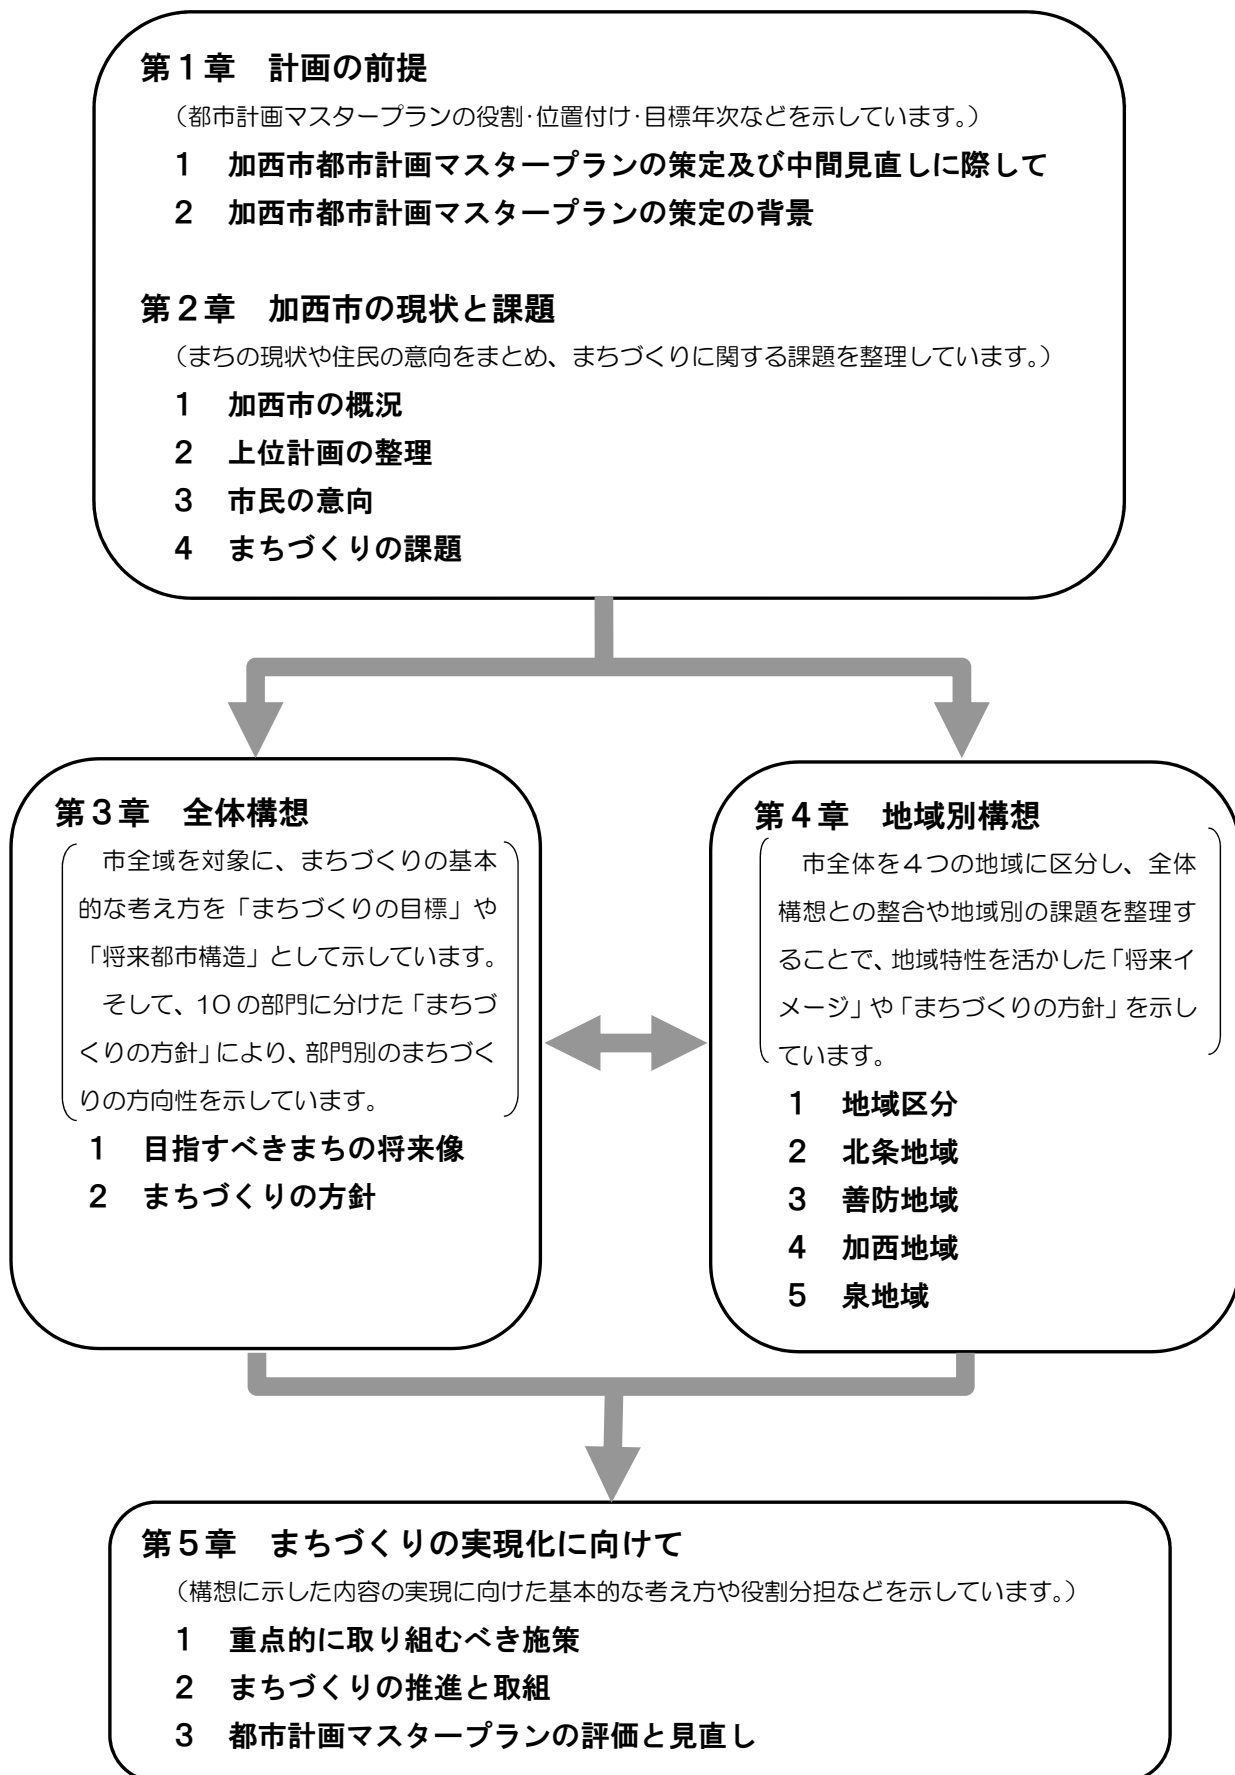 第１章　計画の前提
（都市計画マスタープランの役割･位置付け･目標年次などを示しています。）
１　加西市都市計画マスタープランの策定及び中間見直しに際して
２　加西市都市計画マスタープランの策定の背景
第２章　加西市の現状と課題
（まちの現状や住民の意向をまとめ、まちづくりに関する課題を整理しています。）
１　加西市の概況
２　上位計画の整理
３　市民の意向
４　まちづくりの課題
第３章　全体構想
市全域を対象に、まちづくりの基本
的な考え方を「まちづくりの目標」や
「将来都市構造」として示しています。
そして、10 の部門に分けた「まちづ
くりの方針」により、部門別のまちづく
りの方向性を示しています。
１　目指すべきまちの将来像
２　まちづくりの方針
第４章　地域別構想
市全体を４つの地域に区分し、全体
構想との整合や地域別の課題を整理す
ることで、地域特性を活かした「将来イ
メージ」や「まちづくりの方針」を示し
ています。
１　地域区分
２　北条地域
３　善防地域
４　加西地域
５　泉地域
第５章　まちづくりの実現化に向けて
（構想に示した内容の実現に向けた基本的な考え方や役割分担などを示しています。）
１　重点的に取り組むべき施策
２　まちづくりの推進と取組
３　都市計画マスタープランの評価と見直し